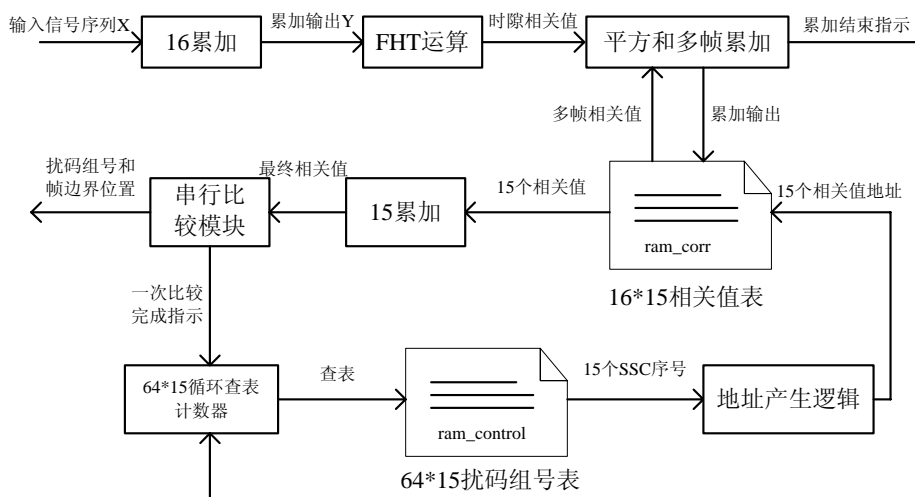 输入信号序列X
16累加
累加输出Y
FHT运算
时隙相关值
平方和多帧累加
累加结束指示
多帧相关值
累加输出
扰码组号和
帧边界位置
串行比
较模块
最终相关值
15累加
15个相关值
ram_corr
15个相关值地址
16*15相关值表
一次比较
完成指示
64*15循环查表
计数器
查表
ram_control
15个SSC序号
地址产生逻辑
64*15扰码组号表